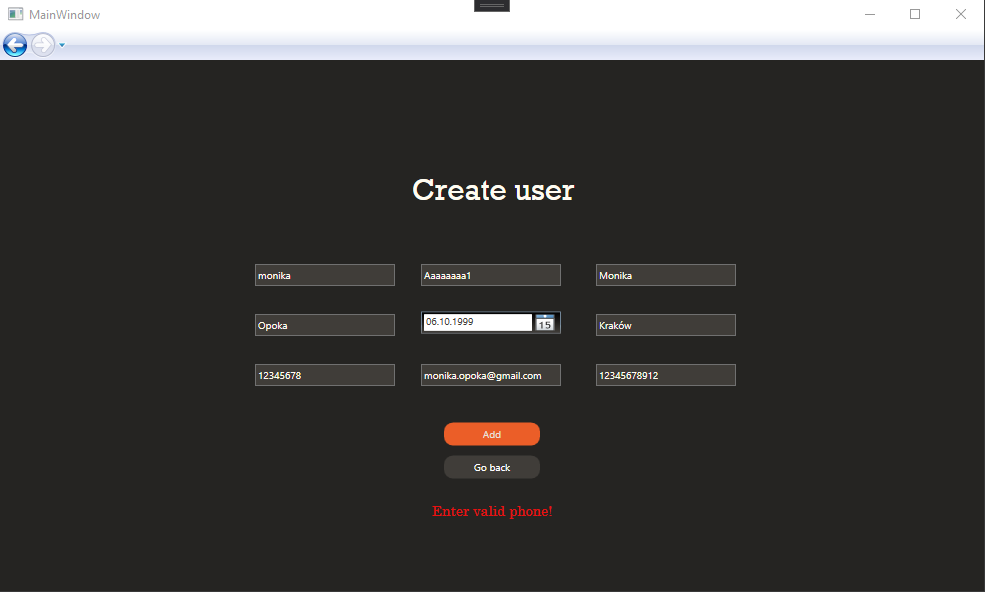 MainWindow
Create user
monika
Aaaaaaaa1
Monika
Opoka
06.10.1999
15
Kraków
12345678
monika.opoka@gmail.com
12345678912
Add
Go back
Enter valid phone!